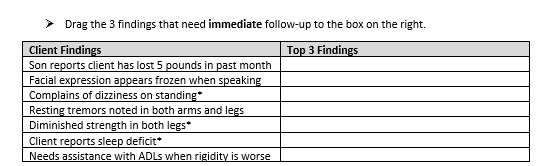 ➤ Drag the 3 findings that need immediate follow-up to the box on the right.
Client Findings Top 3 Findings
Son reports client has lost 5 pounds in past month
Facial expression appears frozen when speaking
Complains of dizziness on standing*
Resting tremors noted in both arms and legs
Diminished strength in both legs*
Client reports sleep deficit*
Needs assistance with ADLs when rigidity is worse